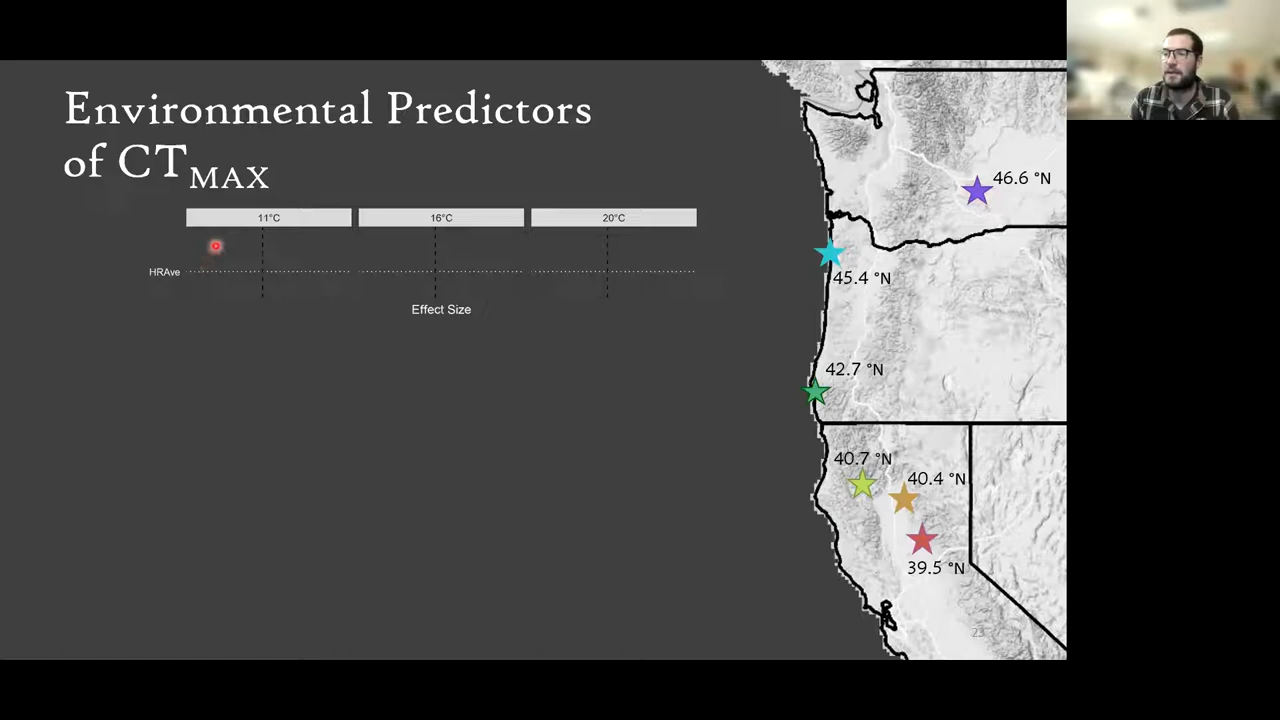 Environmental Predictors
of CTMAX
11°C 16°C 20°C
HRAve
Effect Size
46.6 °N
45.4 °N
42.7 °N
40.7 °N
40.4 °N
39.5 °N
23